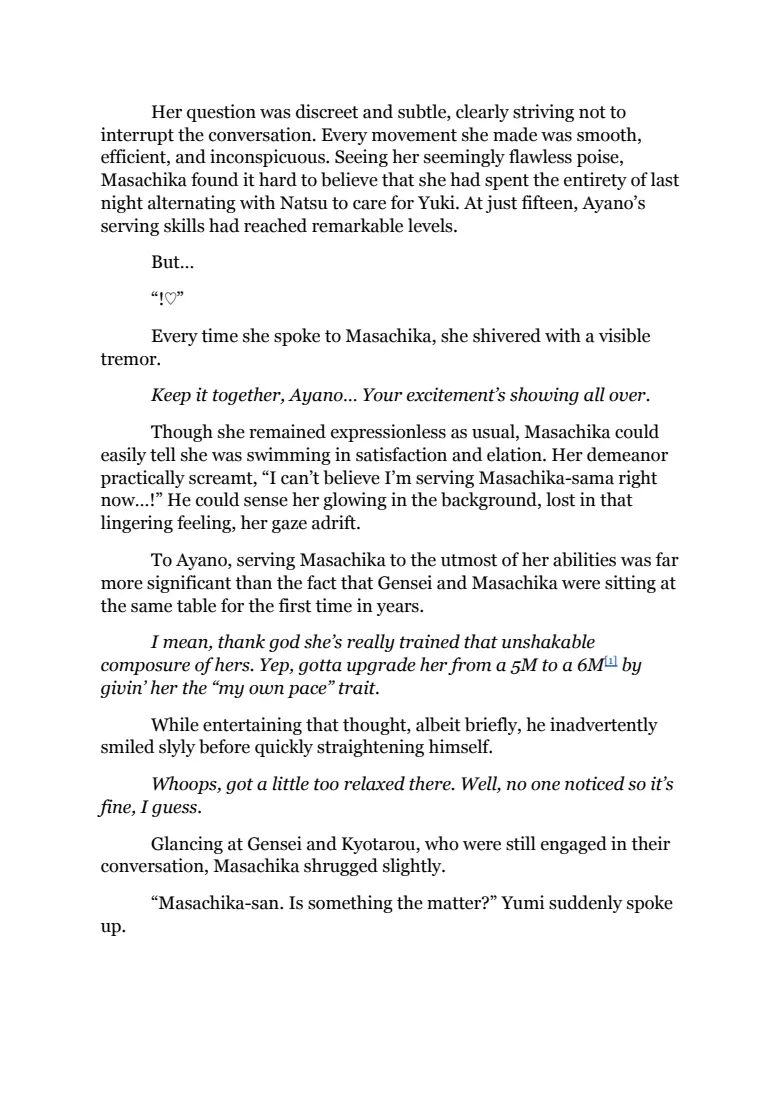 Her question was discreet and subtle, clearly striving not to
interrupt the conversation. Every movement she made was smooth,
efficient, and inconspicuous. Seeing her seemingly flawless poise,
Masachika found it hard to believe that she had spent the entirety of last
night alternating with Natsu to care for Yuki. At just fifteen, Ayano’s
serving skills had reached remarkable levels.
But…
“!♡”
Every time she spoke to Masachika, she shivered with a visible
tremor.
Keep it together, Ayano… Your excitement’s showing all over.
Though she remained expressionless as usual, Masachika could
easily tell she was swimming in satisfaction and elation. Her demeanor
practically screamt, “I can’t believe I’m serving Masachika-sama right
now…!” He could sense her glowing in the background, lost in that
lingering feeling, her gaze adrift.
To Ayano, serving Masachika to the utmost of her abilities was far
more significant than the fact that Gensei and Masachika were sitting at
the same table for the first time in years.
I mean, thank god she’s really trained that unshakable
composure of hers. Yep, gotta upgrade her from a 5M to a 6M[1] by
givin’ her the “my own pace” trait.
While entertaining that thought, albeit briefly, he inadvertently
smiled slyly before quickly straightening himself.
Whoops, got a little too relaxed there. Well, no one noticed so it’s
fine, I guess.
Glancing at Gensei and Kyotarou, who were still engaged in their
conversation, Masachika shrugged slightly.
“Masachika-san. Is something the matter?” Yumi suddenly spoke
up.